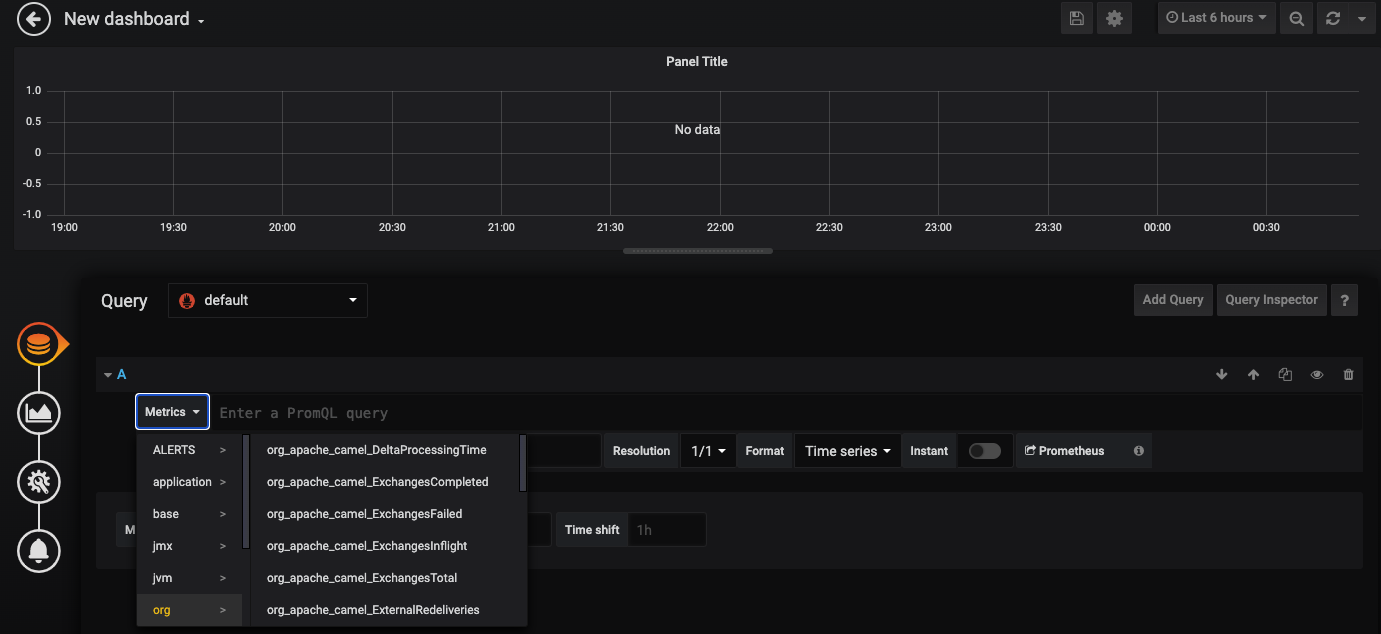 New dashboard
Last 6 hours
Panel Title
1.0
0.5
No data
0
-0.5
-1.0
19:00 19:30 20:00 20:30 21:00 21:30 22:00 22:30 23:00 23:30 00:00 00:30
Query default Add Query Query Inspector ?
A
Metrics Enter a PromQL query
ALERTS > org_apache_camel_DeltaProcessingTime Resolution 1/1 Format Time series Instant Prometheus
application > org_apache_camel_ExchangesCompleted
base > org_apache_camel_ExchangesFailed
M Time shift 1h
jmx > org_apache_camel_ExchangesInflight
jvm > org_apache_camel_ExchangesTotal
org > org_apache_camel_ExternalRedeliveries